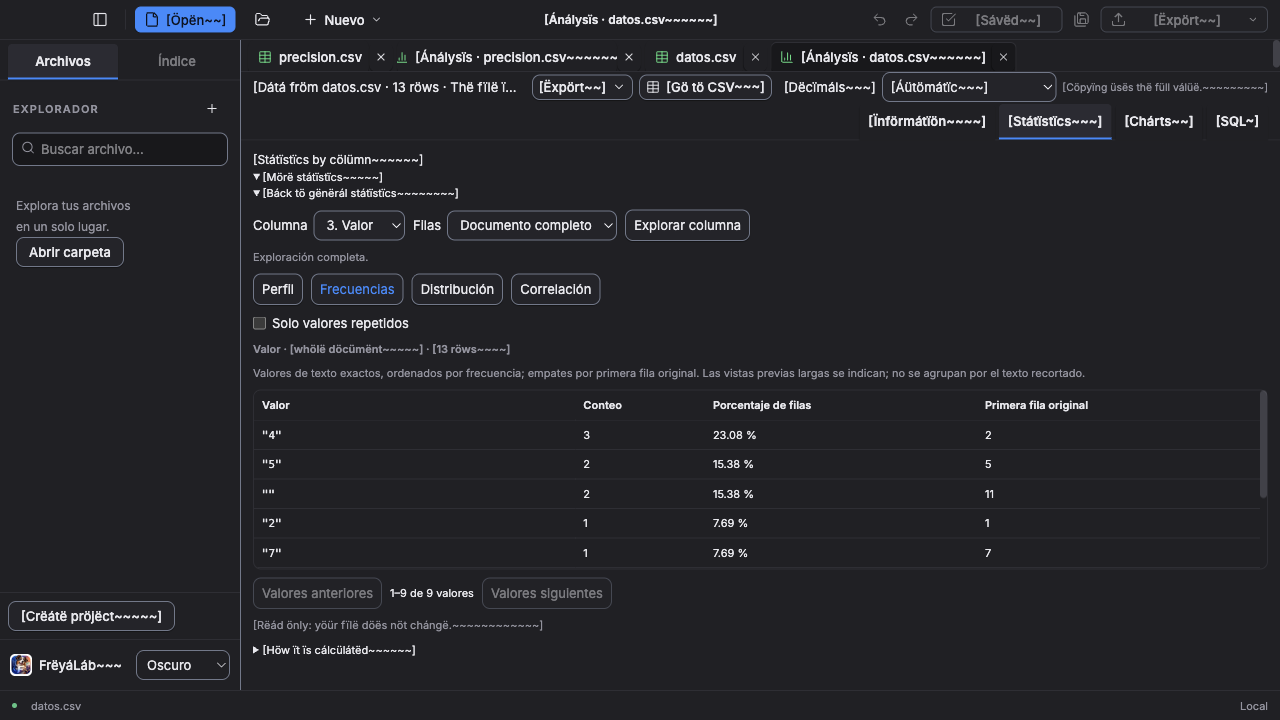 [Öpën~~]
Nuevo
[Ánálysïs · datos.csv~~~~~~]
[Sávëd~~]
[Ëxpört~~]
Archivos
Índice
precision.csv
[Ánálysïs · precision.csv~~~~~~
datos.csv
[Ánálysïs · datos.csv~~~~~~]
[Dátá fröm datos.csv · 13 röws · Thë fïlë ï...
[Ëxpört~~]
[Gö tö CSV~~~]
[Dëcïmáls~~~]
[Áütömátïc~~~]
[Cöpyïng üsës thë füll válüë.~~~~~~~~~]
[Ïnförmátïön~~~~]
[Státïstïcs~~~]
[Chárts~~]
[SQL~]
EXPLORADOR
Buscar archivo...
Explora tus archivos
en un solo lugar.
Abrir carpeta
[Státïstïcs by cölümn~~~~~~]
[Mörë státïstïcs~~~~~]
[Báck tö gënërál státïstïcs~~~~~~~~]
Columna
3. Valor
Filas
Documento completo
Explorar columna
Exploración completa.
Perfil
Frecuencias
Distribución
Correlación
Solo valores repetidos
Valor · [whölë döcümënt~~~~~] · [13 röws~~~~]
Valores de texto exactos, ordenados por frecuencia; empates por primera fila original. Las vistas previas largas se indican; no se agrupan por el texto recortado.
Valor Conteo Porcentaje de filas Primera fila original
"4" 3 23.08 % 2
"5" 2 15.38 % 5
"" 2 15.38 % 11
"2" 1 7.69 % 1
"7" 1 7.69 % 7
Valores anteriores
1–9 de 9 valores
Valores siguientes
[Rëád önly: yöür fïlë döës nöt chángë.~~~~~~~~~~~~]
[Höw ït ïs cálcülátëd~~~~~~]
[Crëátë pröjëct~~~~~]
FrëyáLáb~~~
Oscuro
datos.csv
Local